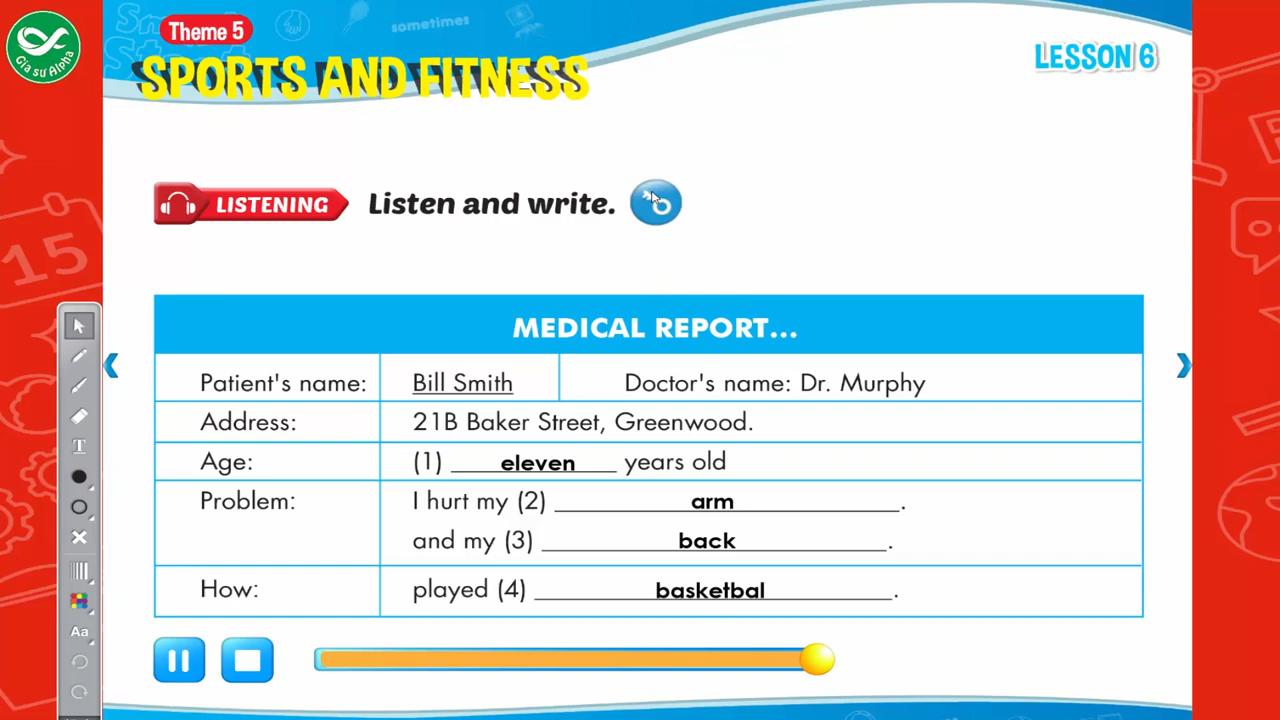 Gia sư Alpha
sometimes
Theme 5
SPORTS AND FITNESS
LESSON 6
15
LISTENING Listen and write.
MEDICAL REPORT...
Patient's name: Bill Smith Doctor's name: Dr. Murphy
Address: 21B Baker Street, Greenwood.
Age: (1) eleven years old
Problem: I hurt my (2) arm.
and my (3) back.
How: played (4) basketbal.
T
Aa